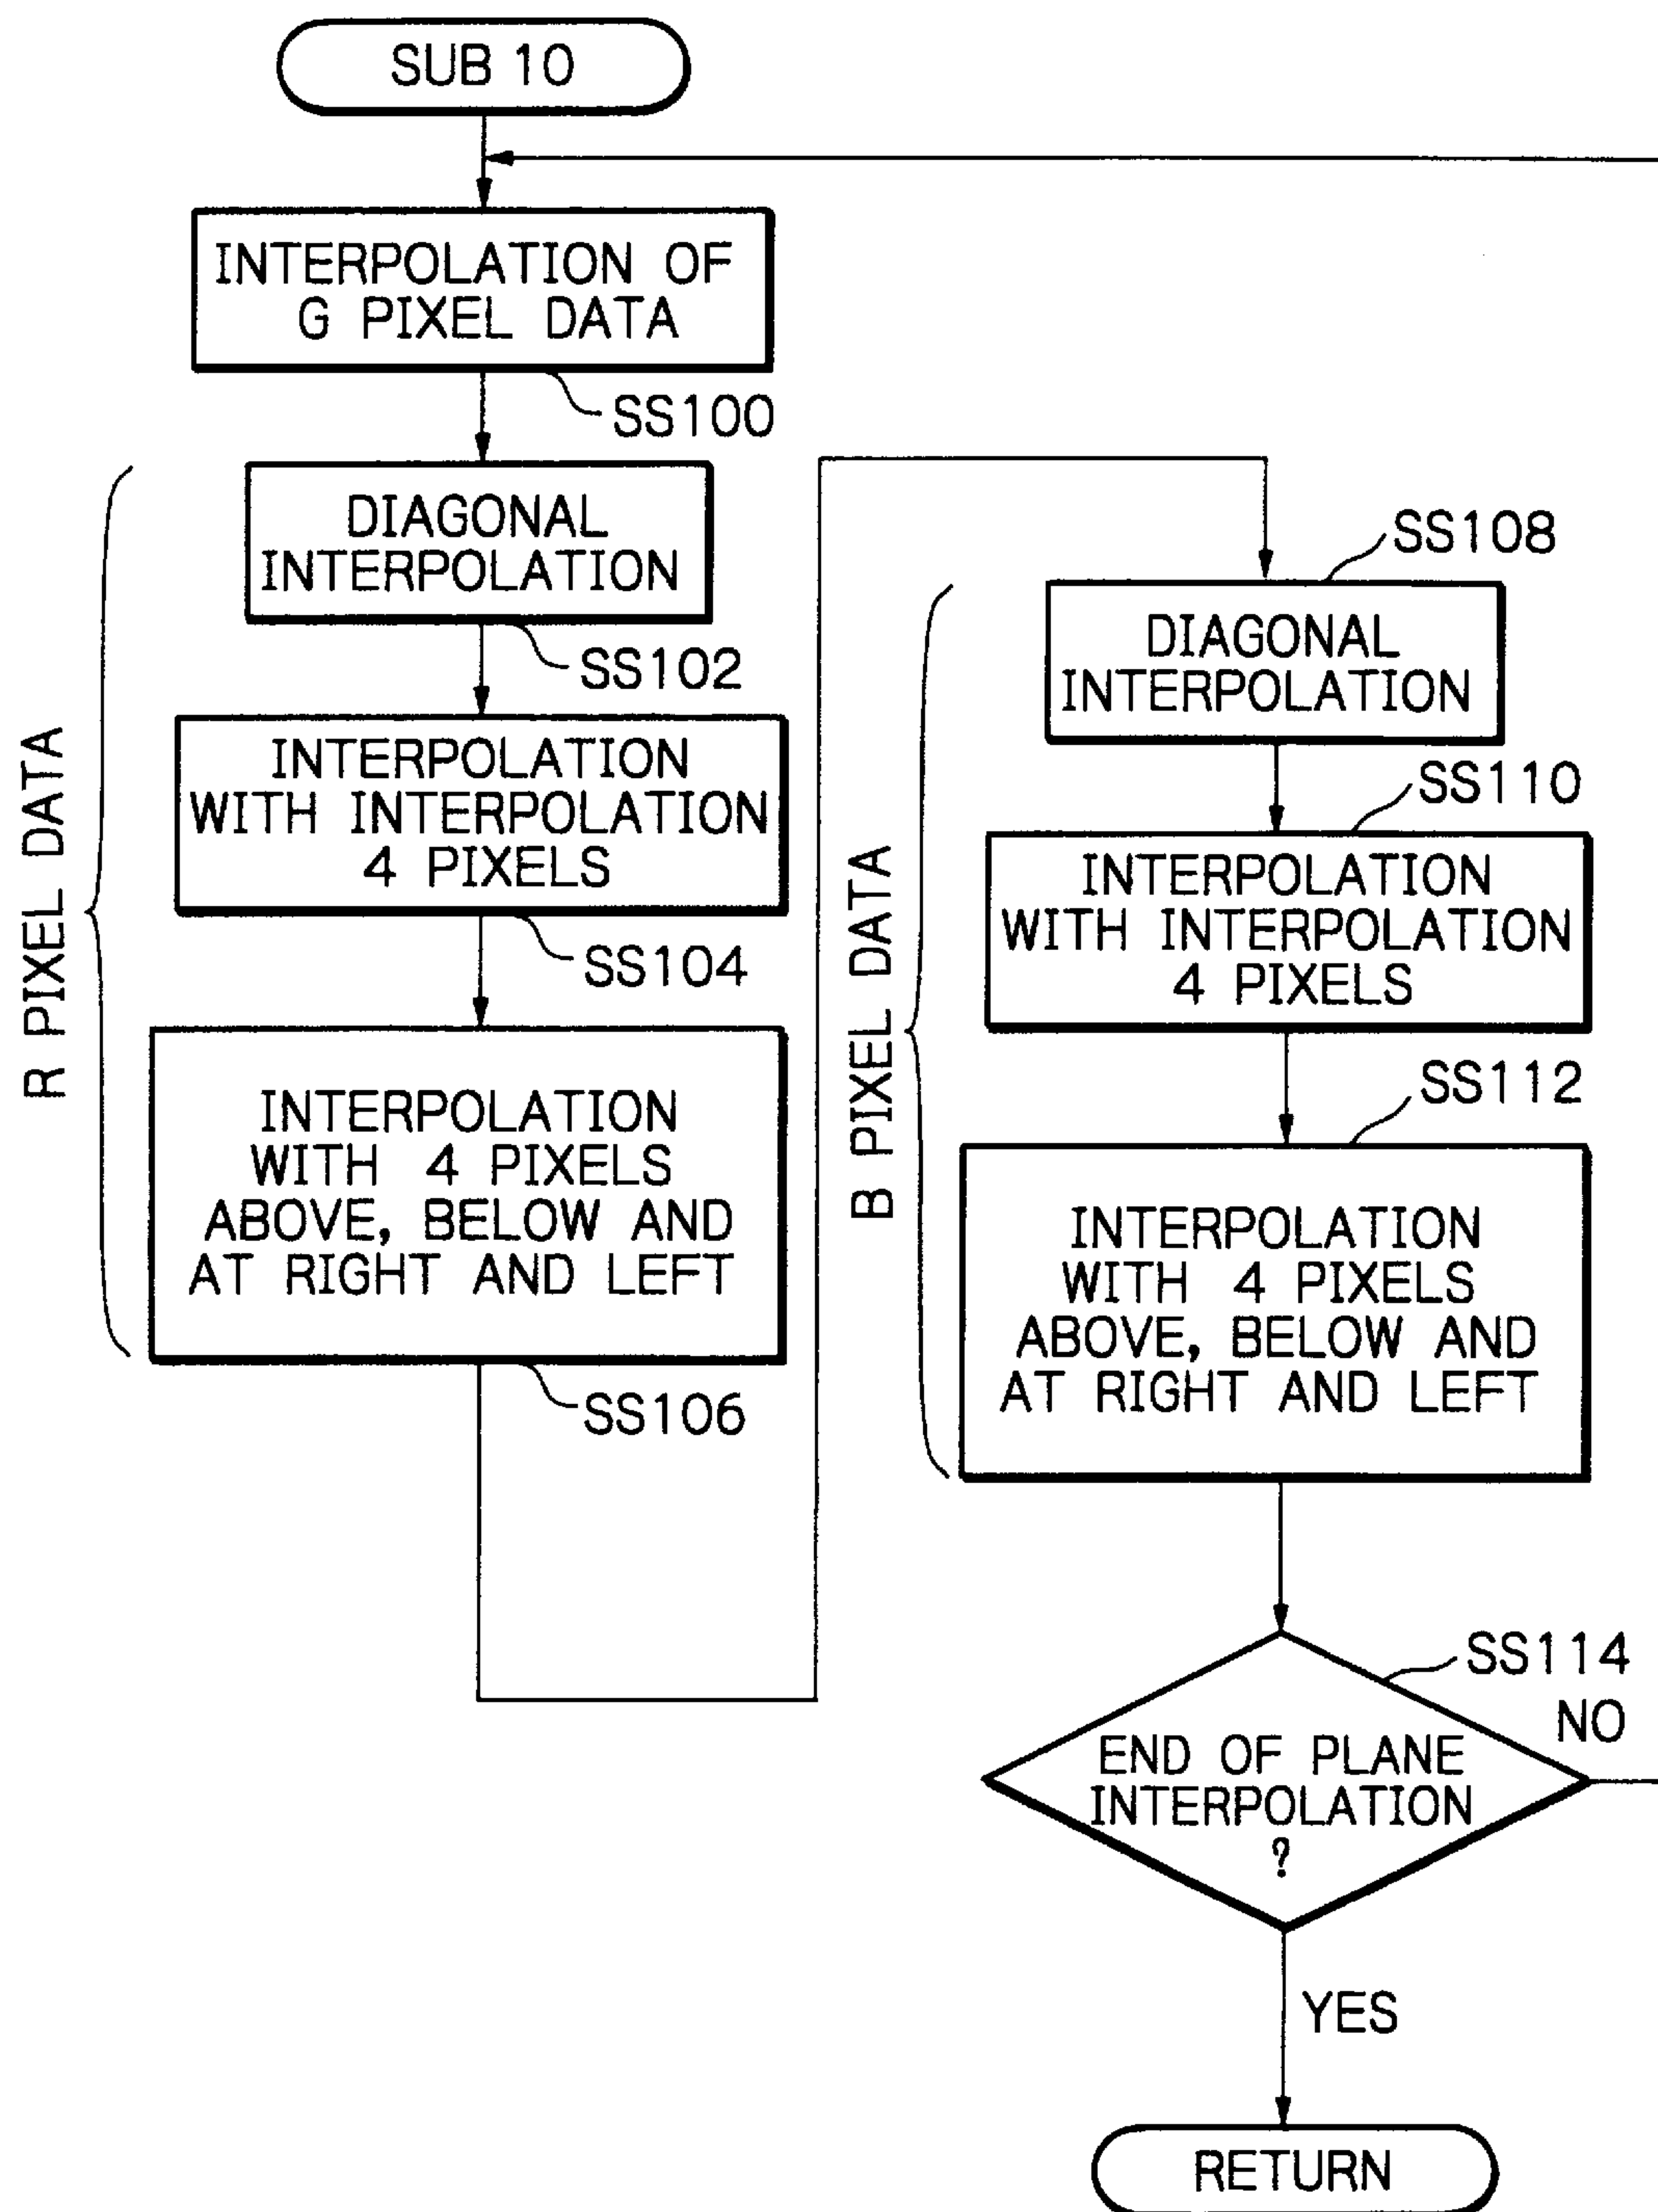 SUB 10
INTERPOLATION OF
G PIXEL DATA
SS100
R PIXEL DATA
DIAGONAL
INTERPOLATION
SS102
INTERPOLATION
WITH INTERPOLATION
4 PIXELS
SS104
INTERPOLATION
WITH 4 PIXELS
ABOVE, BELOW AND
AT RIGHT AND LEFT
SS106
B PIXEL DATA
SS108
DIAGONAL
INTERPOLATION
SS110
INTERPOLATION
WITH INTERPOLATION
4 PIXELS
SS112
INTERPOLATION
WITH 4 PIXELS
ABOVE, BELOW AND
AT RIGHT AND LEFT
SS114
NO
END OF PLANE
INTERPOLATION
?
YES
RETURN